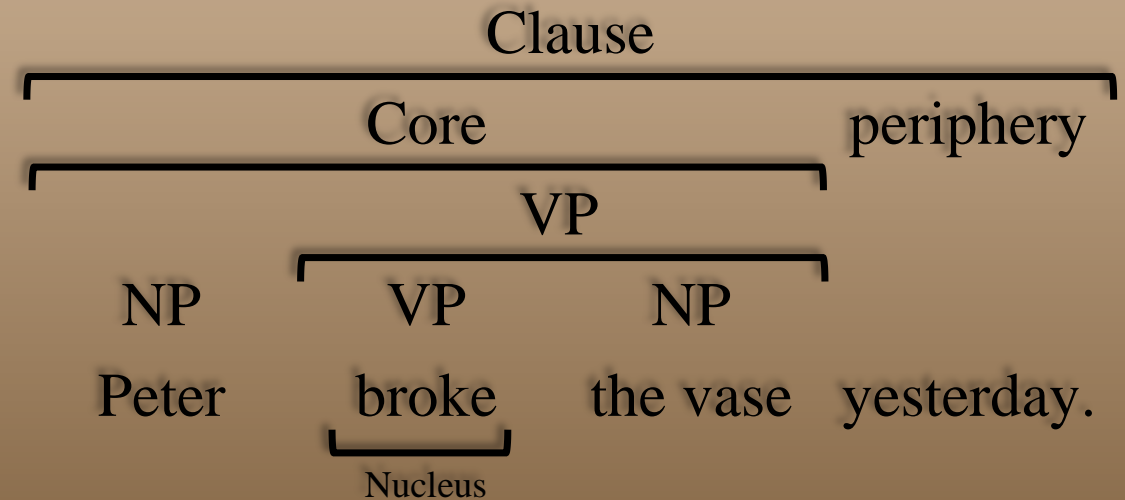 Clause
Core periphery
VP
NP VP NP
Peter broke the vase yesterday.
Nucleus